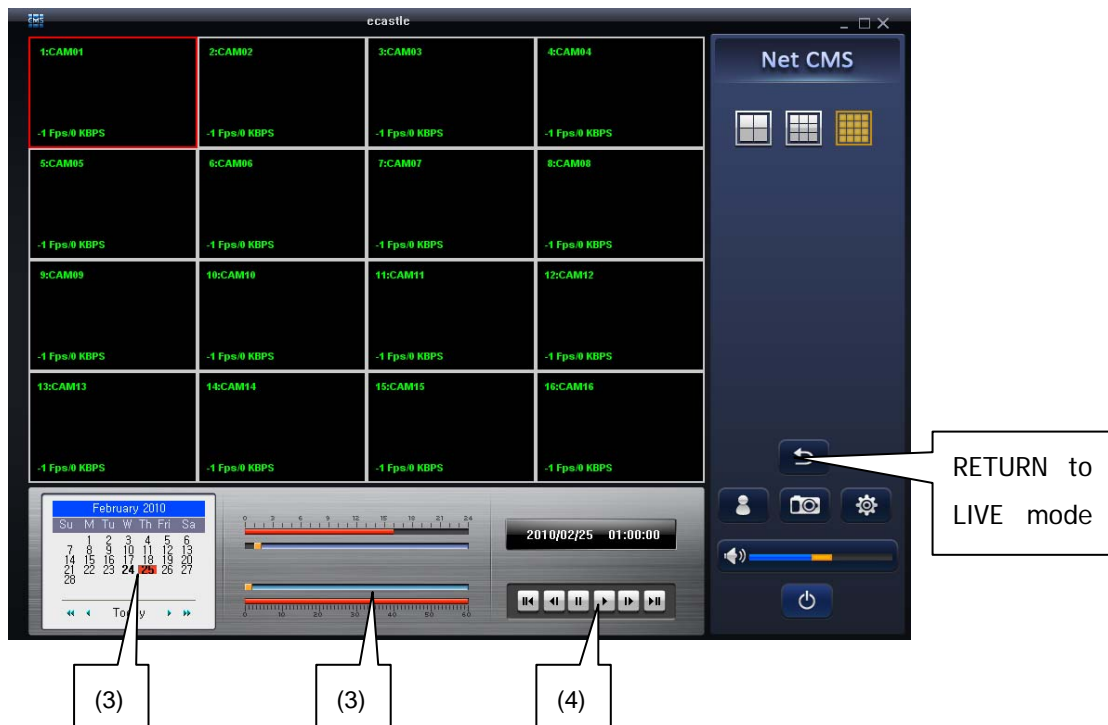 CMS
ecastle
Net CMS
1:CAM01
2:CAM02
3:CAM03
4:CAM04
-1 Fps/0 KBPS
-1 Fps/0 KBPS
-1 Fps/0 KBPS
-1 Fps/0 KBPS
5:CAM05
6:CAM06
7:CAM07
8:CAM08
-1 Fps/0 KBPS
-1 Fps/0 KBPS
-1 Fps/0 KBPS
-1 Fps/0 KBPS
9:CAM09
10:CAM10
11:CAM11
12:CAM12
-1 Fps/0 KBPS
-1 Fps/0 KBPS
-1 Fps/0 KBPS
-1 Fps/0 KBPS
13:CAM13
14:CAM14
15:CAM15
16:CAM16
-1 Fps/0 KBPS
-1 Fps/0 KBPS
-1 Fps/0 KBPS
-1 Fps/0 KBPS
RETURN to
LIVE mode
February 2010
Su M Tu W Th Fri Sa
1 2 3 4 5 6
7 8 9 10 11 12 13
14 15 16 17 18 19 20
21 22 23 24 25 26 27
28
0 3 6 9 12 15 18 21 24
2010/02/25 01:00:00
0 10 20 30 40 50 60
(3)
(3)
(4)